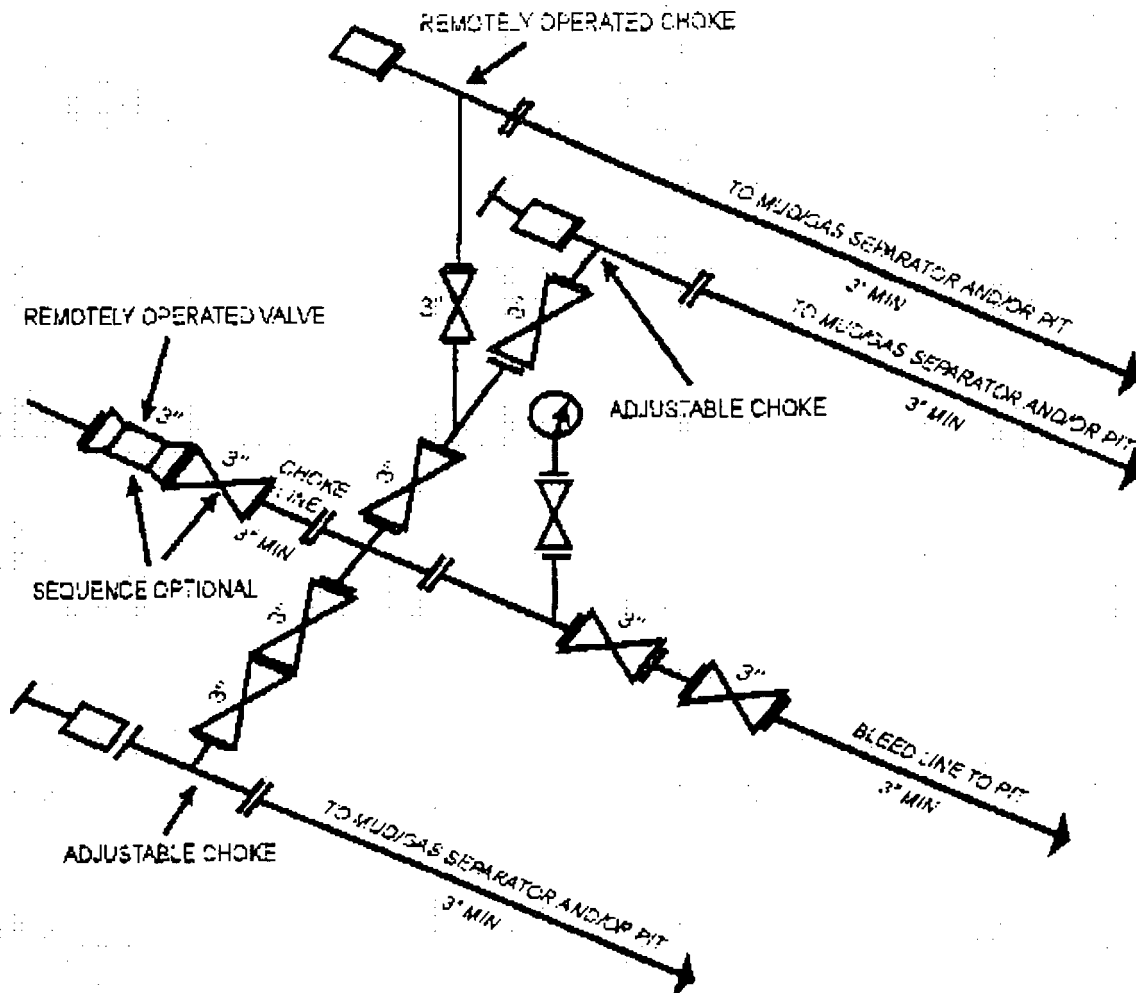 REMOTELY OPERATED CHOKE
TO MUD/GAS SEPARATOR AND/OR PIT
3" MIN
TO MUD/GAS SEPARATOR AND/OR PIT
3" MIN
3"
3"
REMOTELY OPERATED VALVE
ADJUSTABLE CHOKE
3"
3"
CHOKE
LINE
3" MIN
3"
SEQUENCE OPTIONAL
3"
3"
3"
3"
BLEED LINE TO PIT
3" MIN
ADJUSTABLE CHOKE
TO MUD/GAS SEPARATOR AND/OR PIT
3" MIN